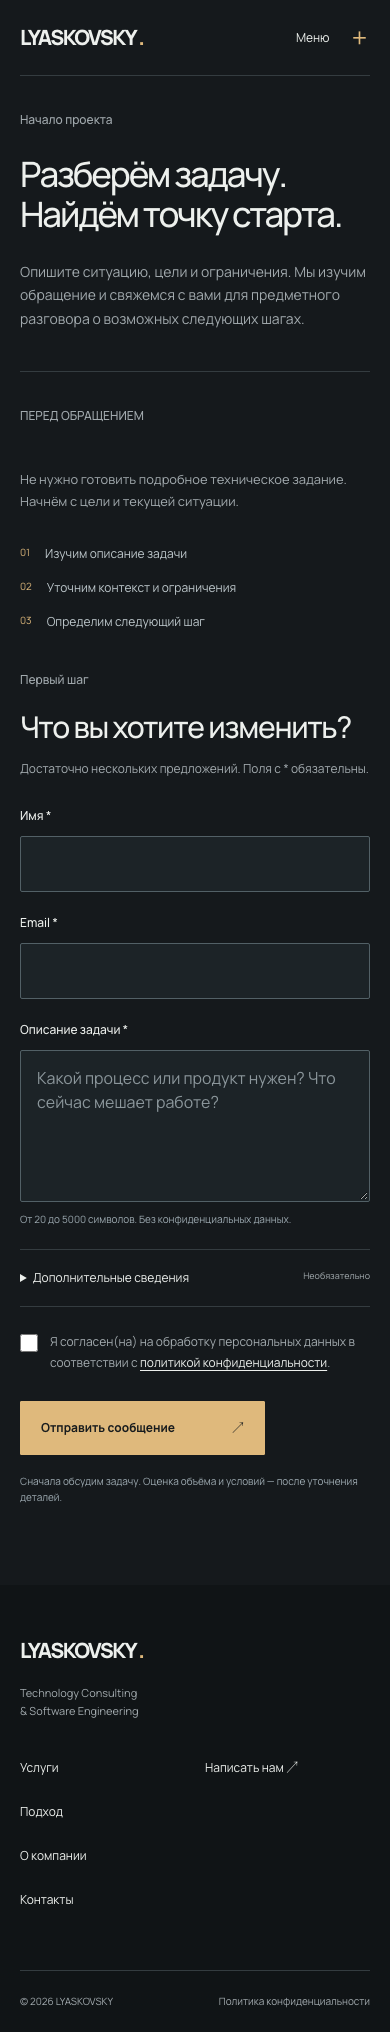 LYASKOVSKY.
Меню +
Начало проекта
Разберём задачу.
Найдём точку старта.
Опишите ситуацию, цели и ограничения. Мы изучим
обращение и свяжемся с вами для предметного
разговора о возможных следующих шагах.
ПЕРЕД ОБРАЩЕНИЕМ
Не нужно готовить подробное техническое задание.
Начнём с цели и текущей ситуации.
01 Изучим описание задачи
02 Уточним контекст и ограничения
03 Определим следующий шаг
Первый шаг
Что вы хотите изменить?
Достаточно нескольких предложений. Поля с * обязательны.
Имя *
Email *
Описание задачи *
Какой процесс или продукт нужен? Что
сейчас мешает работе?
От 20 до 5000 символов. Без конфиденциальных данных.
Дополнительные сведения
Необязательно
Я согласен(на) на обработку персональных данных в
соответствии с политикой конфиденциальности.
Отправить сообщение ↗
Сначала обсудим задачу. Оценка объёма и условий — после уточнения
деталей.
LYASKOVSKY.
Technology Consulting
& Software Engineering
Услуги
Написать нам ↗
Подход
О компании
Контакты
© 2026 LYASKOVSKY
Политика конфиденциальности